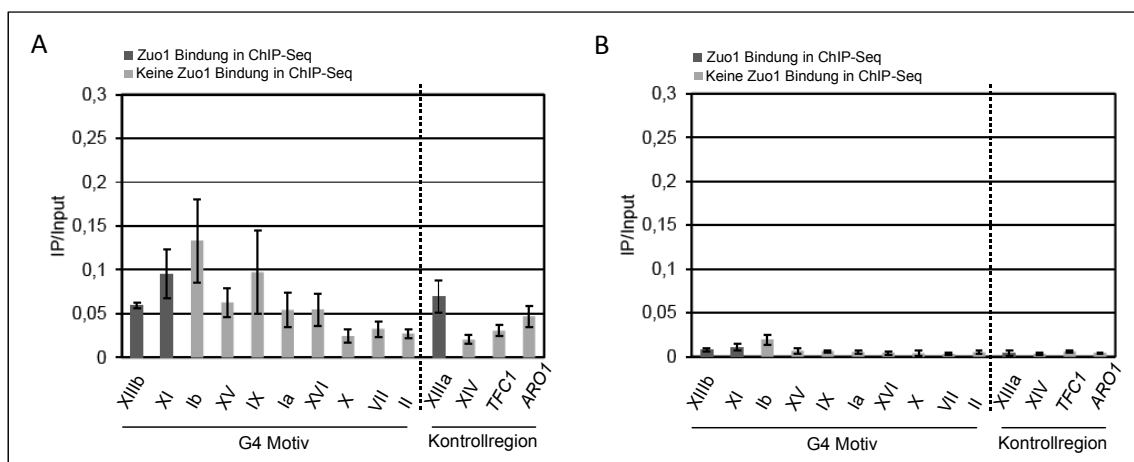 A
Zuo1 Bindung in ChIP-Seq
Keine Zuo1 Bindung in ChIP-Seq
0,3
0,25
0,2
0,15
0,1
0,05
0
IP/Input
XIIIb
XI
Ib
XV
IX
Ia
XVI
X
VII
II
XIIIa
XIV
TFC1
ARO1
G4 Motiv
Kontrollregion
B
Zuo1 Bindung in ChIP-Seq
Keine Zuo1 Bindung in ChIP-Seq
0,3
0,25
0,2
0,15
0,1
0,05
0
IP/Input
XIIIb
XI
Ib
XV
IX
Ia
XVI
X
VII
II
XIIIa
XIV
TFC1
ARO1
G4 Motiv
Kontrollregion